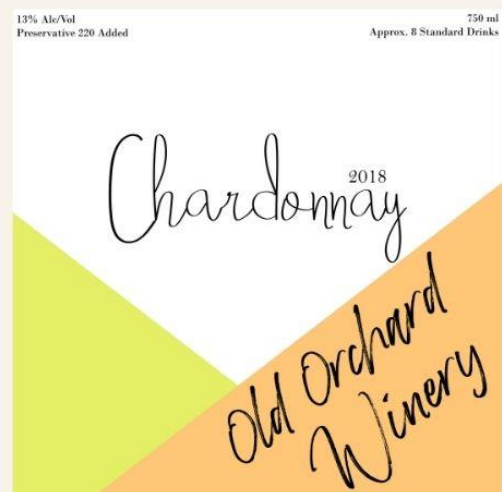 13% Alc/Vol
Preservative 220 Added
750 ml
Approx. 8 Standard Drinks
2018
Chardonnay
Old Orchard
Winery